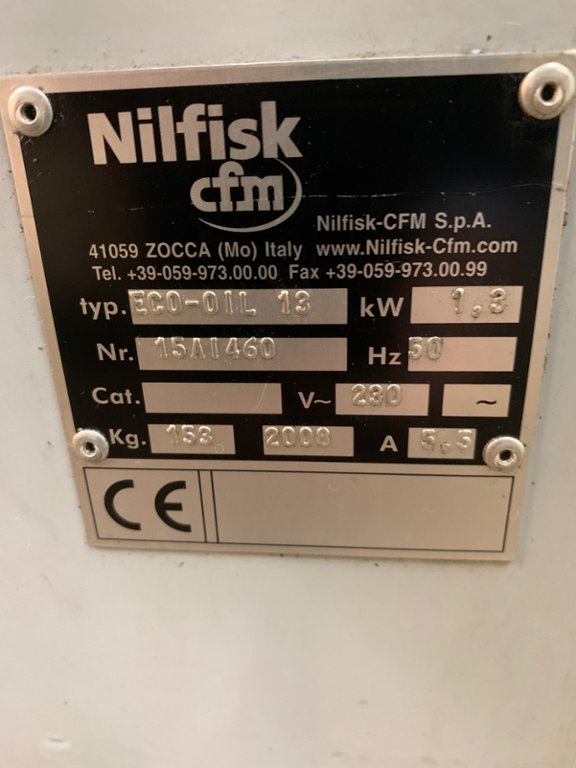 Nilfisk
cfm
Nilfisk-CFM S.p.A.
41059 ZOCCA (Mo) Italy www.Nilfisk-Cfm.com
Tel. +39-059-973.00.00 Fax +39-059-973.00.99
typ. ECO-OIL 13 kW 1,3
Nr. 15AI460 Hz 50
Cat. V~ 230 ~
Kg. 153 2008 A 5,5
CE